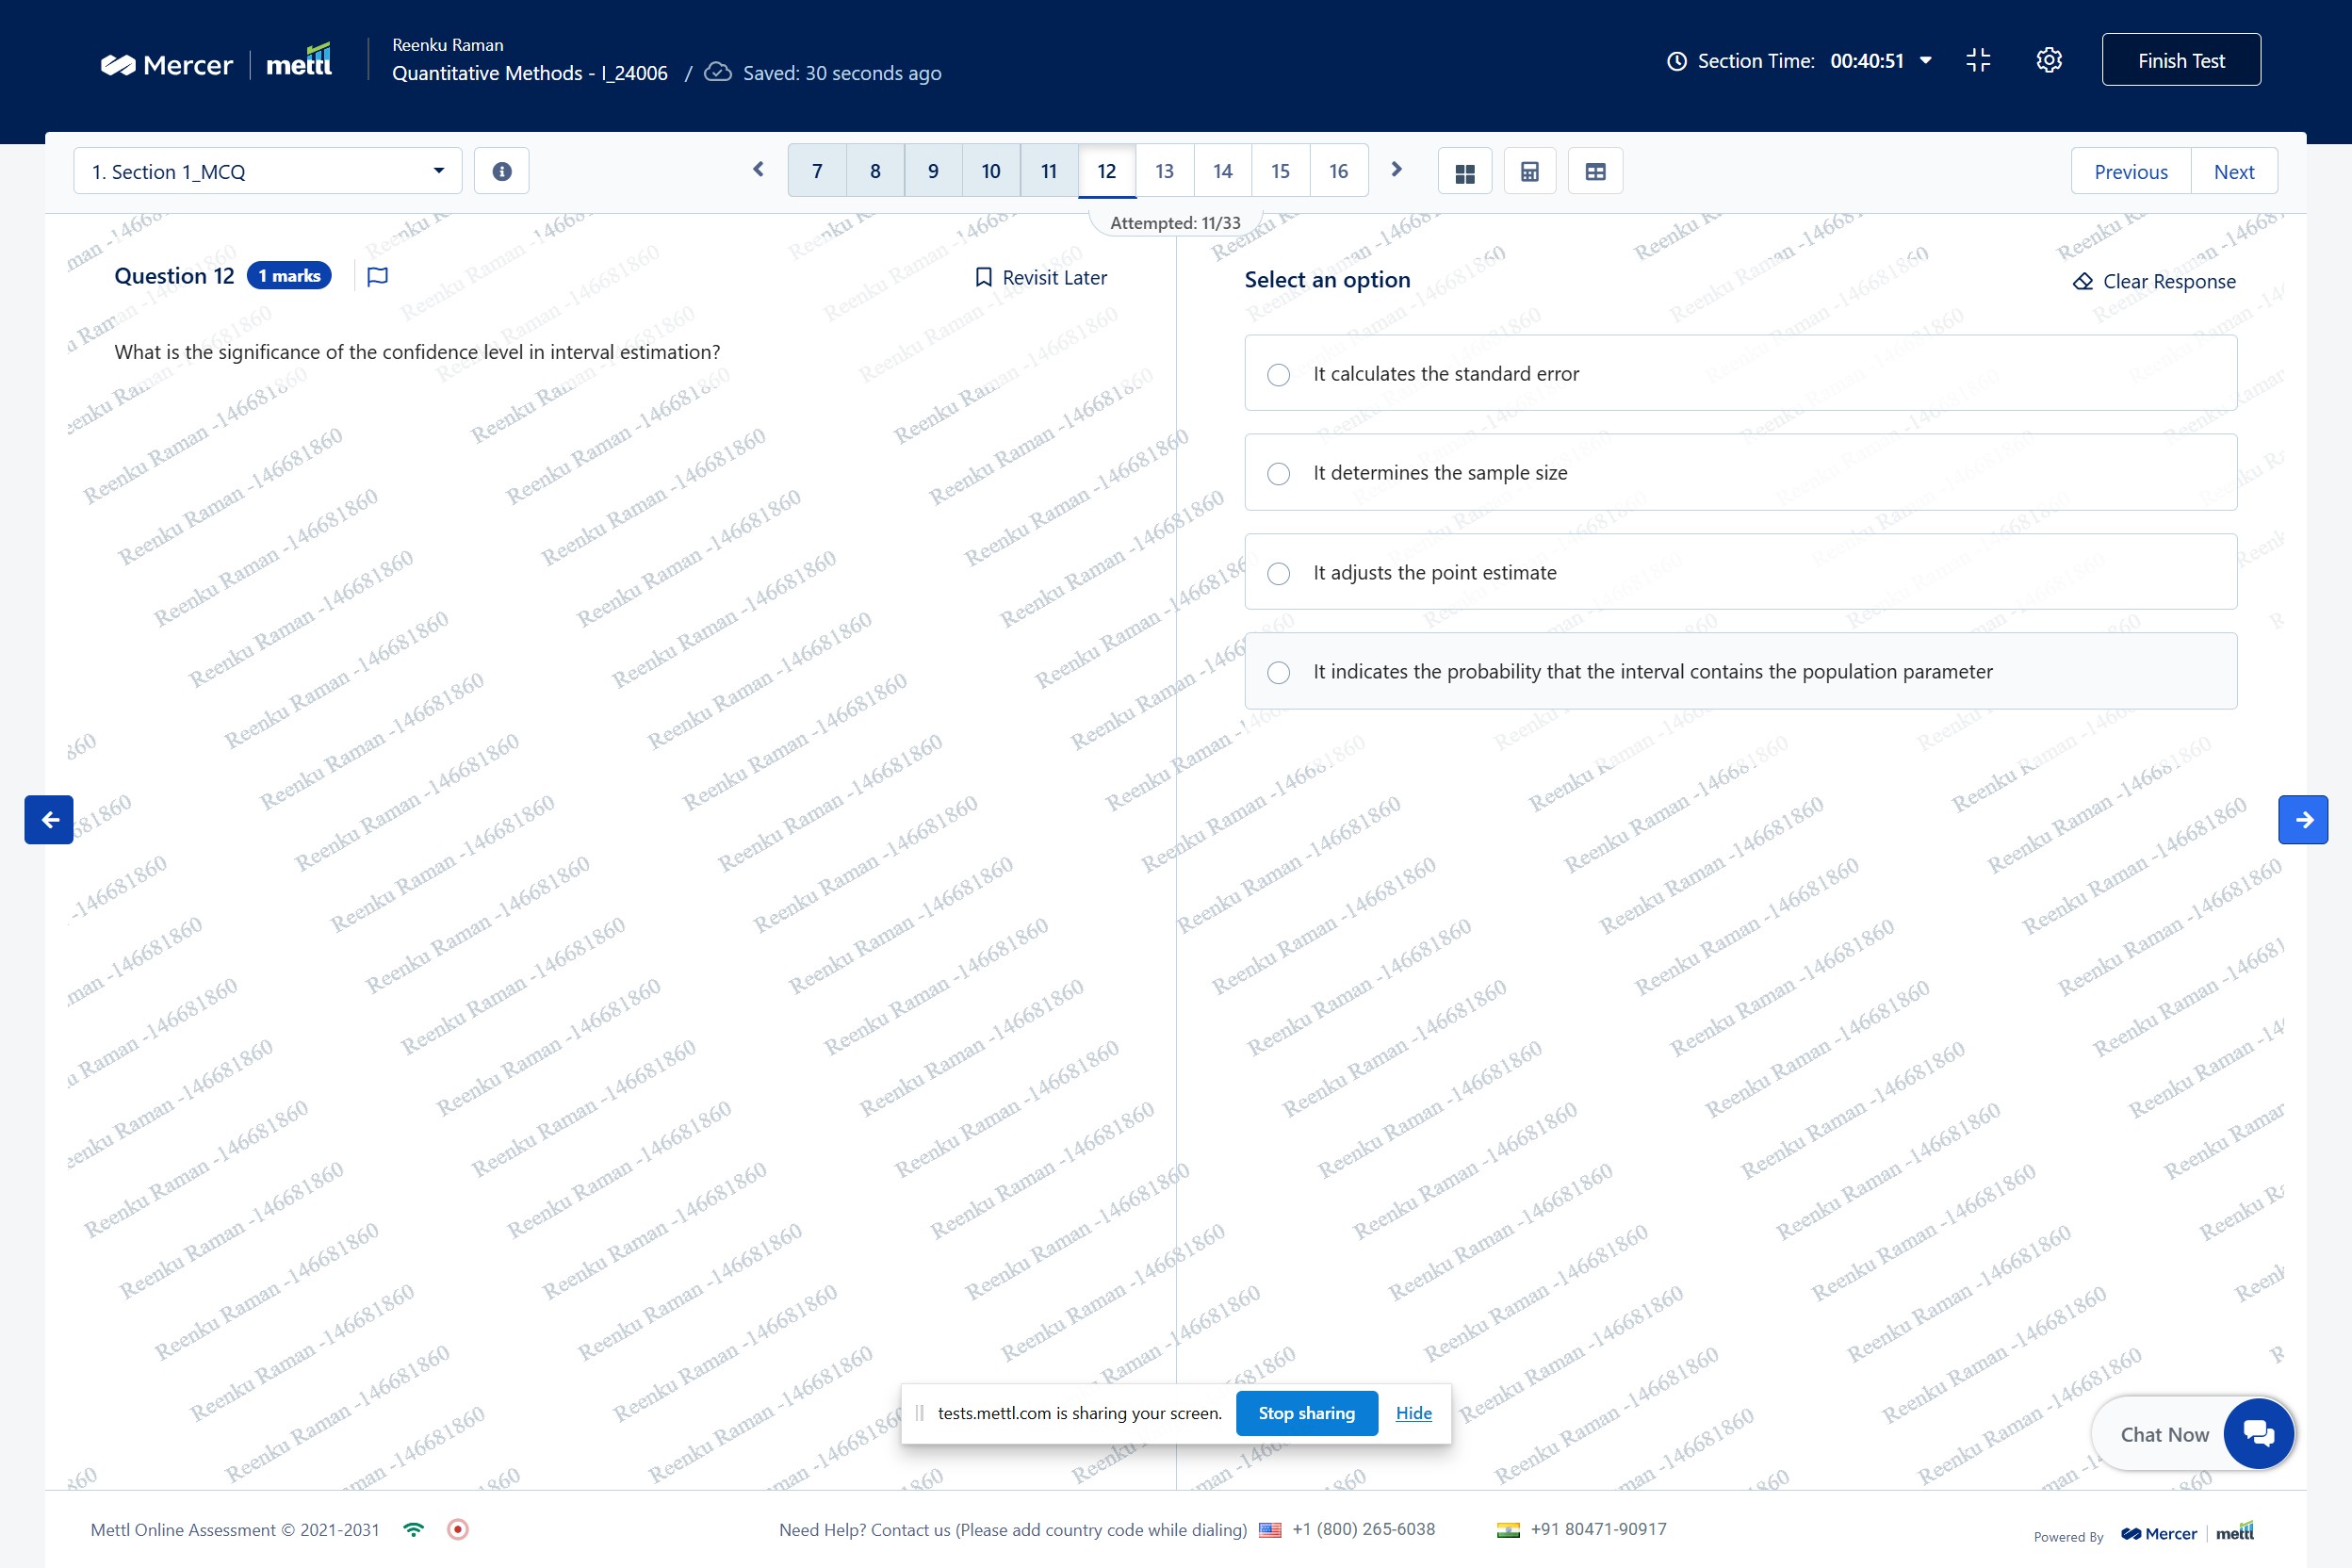 Mercer | mettl
Reenku Raman
Quantitative Methods - I_24006 / Saved: 30 seconds ago
Section Time: 00:40:51
Finish Test
1. Section 1_MCQ
7 8 9 10 11 12 13 14 15 16
Previous Next
Attempted: 11/33
Question 12 1 marks
Revisit Later
What is the significance of the confidence level in interval estimation?
Select an option
Clear Response
It calculates the standard error
It determines the sample size
It adjusts the point estimate
It indicates the probability that the interval contains the population parameter
Reenku Raman -146681860
tests.mettl.com is sharing your screen. Stop sharing Hide
Chat Now
Mettl Online Assessment © 2021-2031
Need Help? Contact us (Please add country code while dialing) +1 (800) 265-6038 +91 80471-90917
Powered By Mercer | mettl